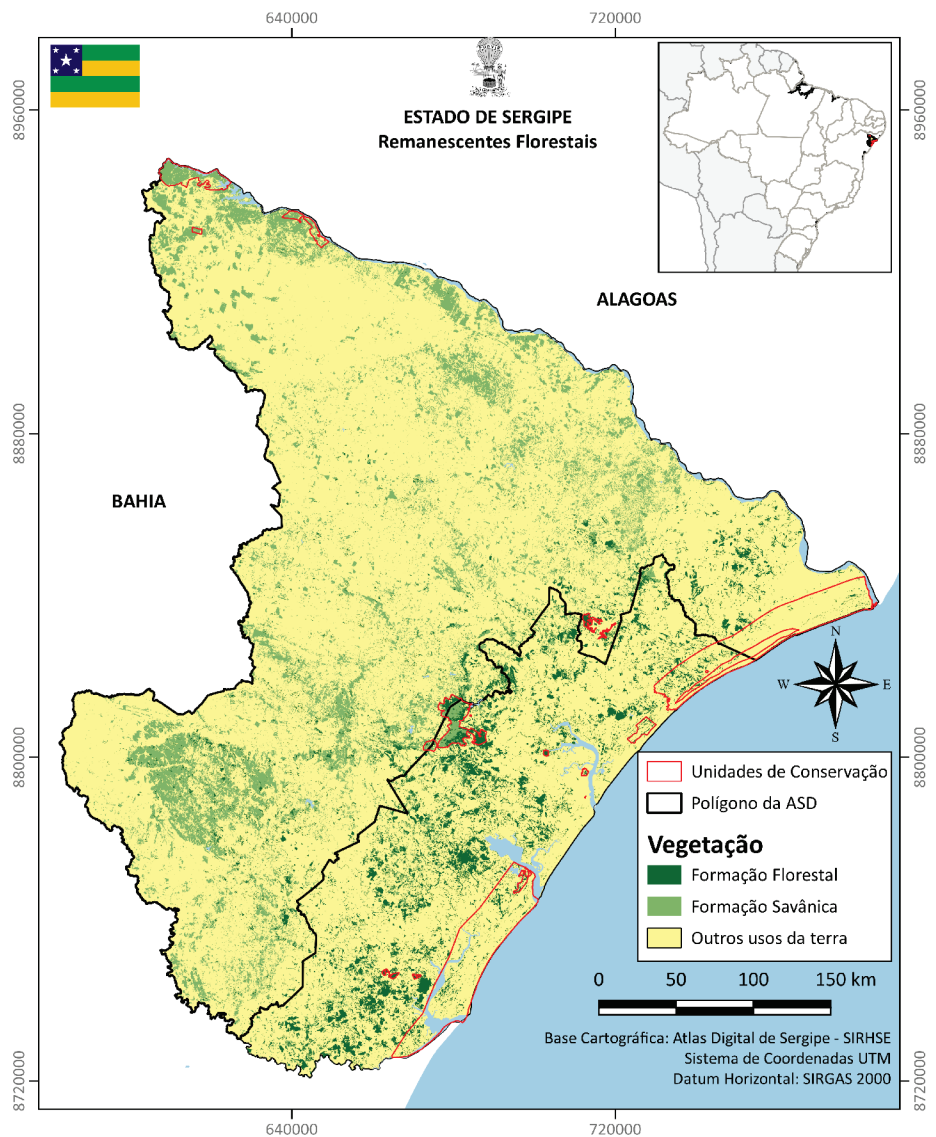 640000
720000
8960000
8960000
ESTADO DE SERGIPE
Remanescentes Florestais
ALAGOAS
8880000
8880000
BAHIA
N
W
E
S
8800000
8800000
Unidades de Conservação
Polígono da ASD
Vegetação
Formação Florestal
Formação Savânica
Outros usos da terra
0 50 100 150 km
Base Cartográfica: Atlas Digital de Sergipe - SIRHSE
Sistema de Coordenadas UTM
Datum Horizontal: SIRGAS 2000
8720000
8720000
640000
720000